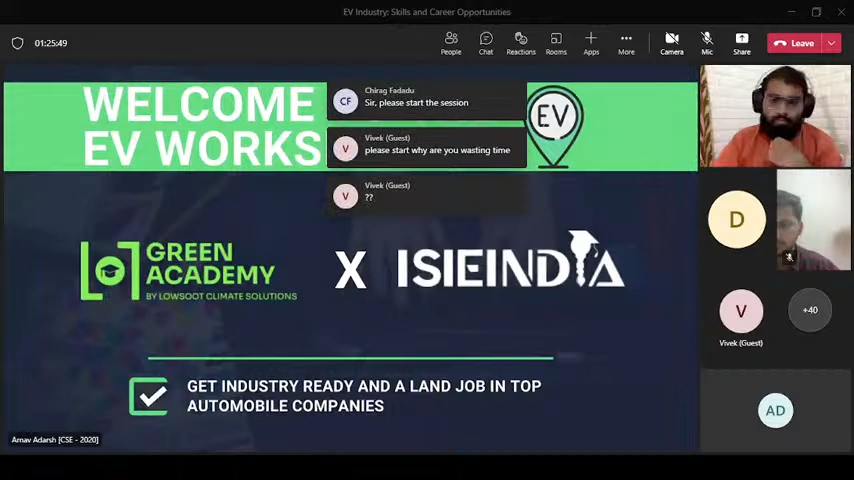 EV Industry: Skills and Career Opportunities
01:25:49
People
Chat
Reactions
Rooms
Apps
More
Camera
Mic
Share
Leave
WELCOME
EV WORKS
Chirag Fadadu
CF
Sir, please start the session
Vivek (Guest)
V
please start why are you wasting time
Vivek (Guest)
V
??
EV
GREEN
ACADEMY
BY LOWSOOT CLIMATE SOLUTIONS
X
ISIEINDIA
GET INDUSTRY READY AND A LAND JOB IN TOP
AUTOMOBILE COMPANIES
Arnav Adarsh [CSE - 2020]
D
V
Vivek (Guest)
+40
AD